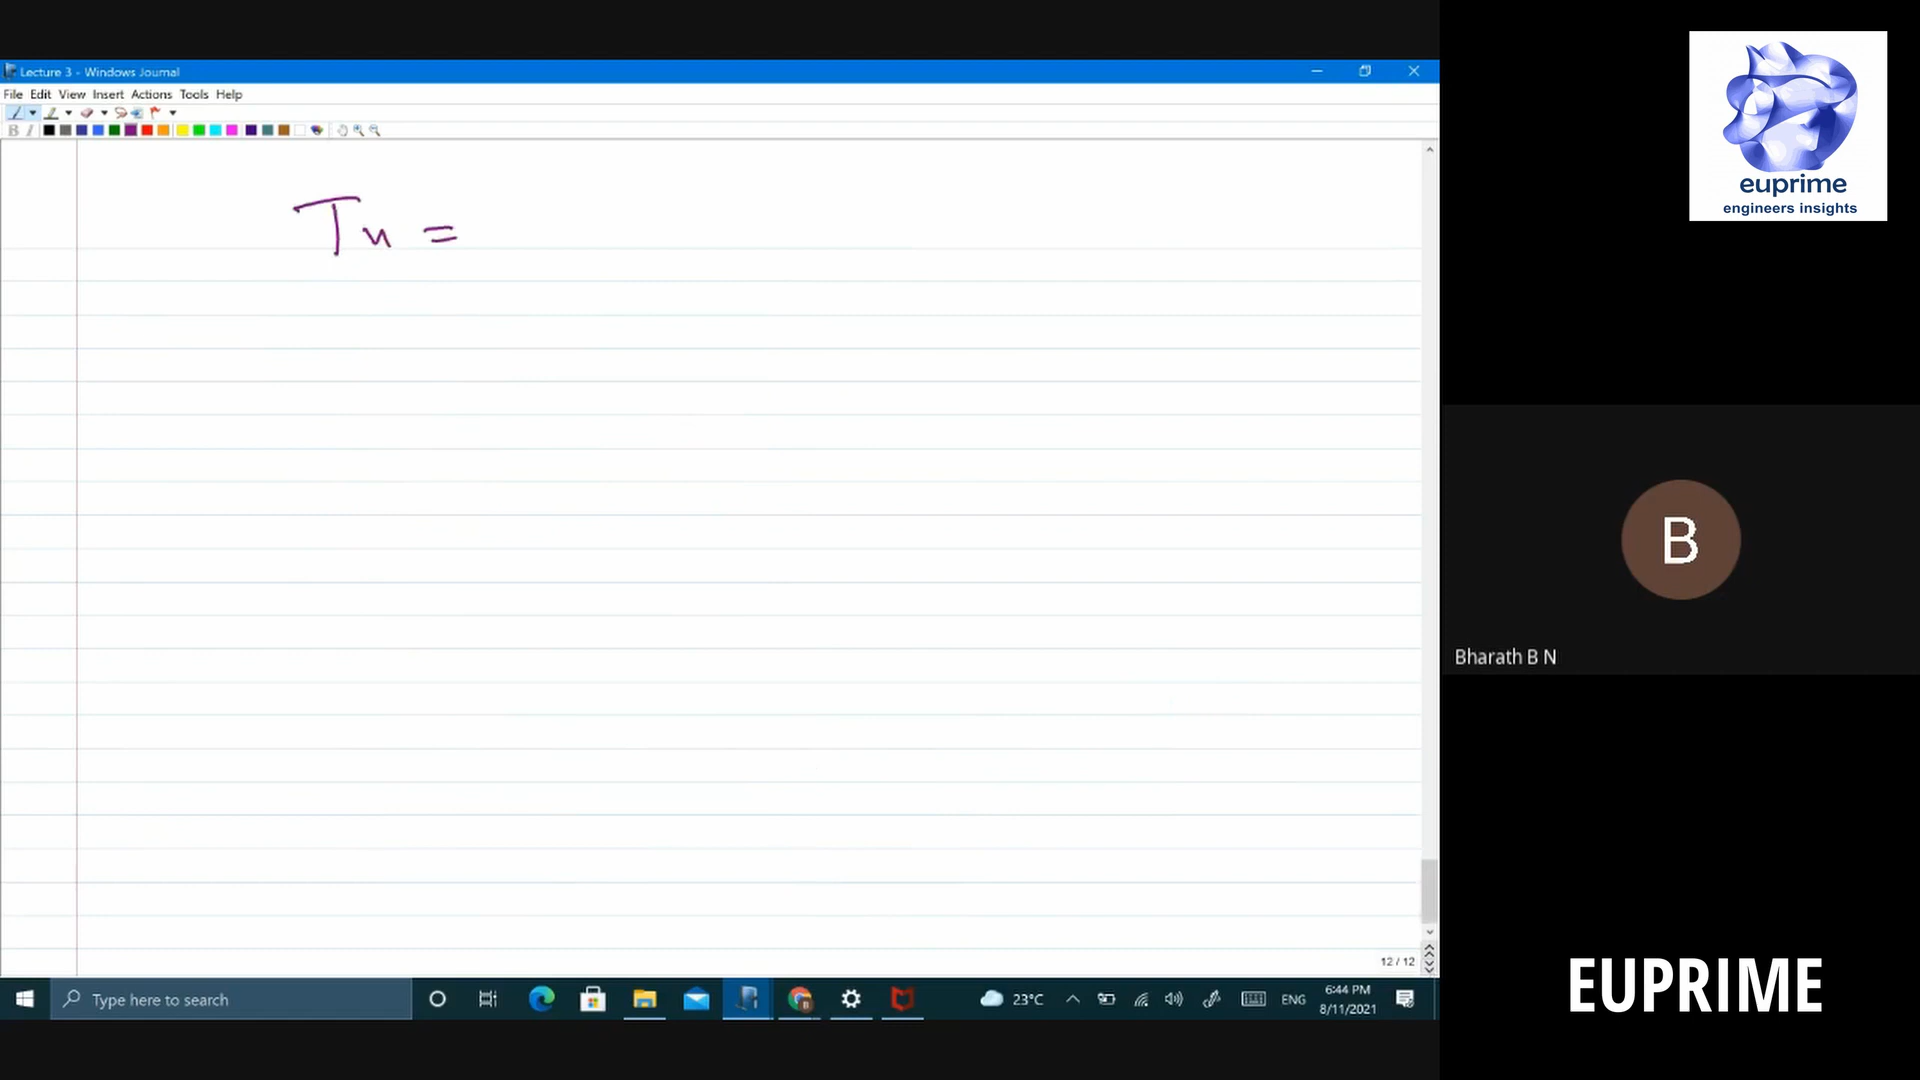 Lecture 3 - Windows Journal
File Edit View Insert Actions Tools Help
B I
Tn =
12 / 12
Type here to search
23°C
ENG
6:44 PM
8/11/2021
euprime
engineers insights
B
Bharath B N
EUPRIME